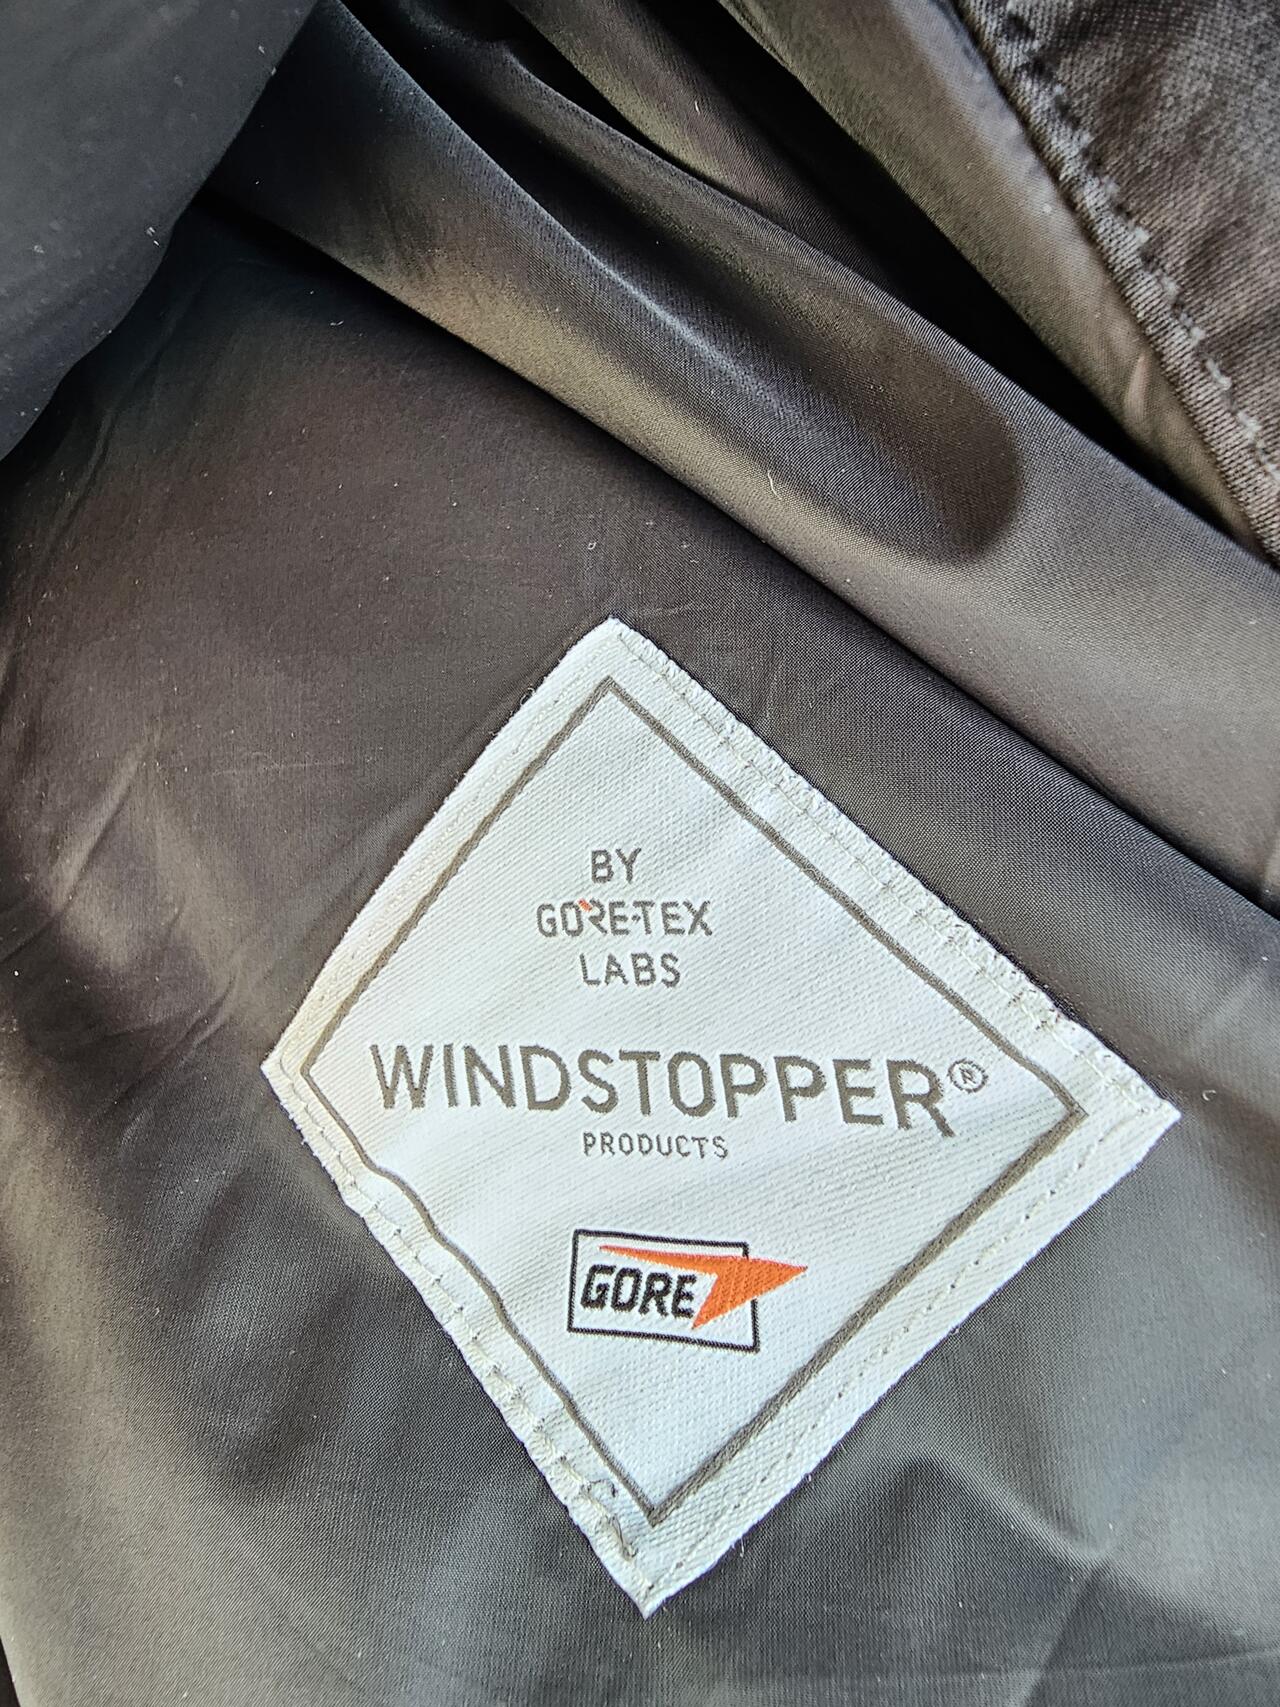 BY
GORE-TEX
LABS
WINDSTOPPER®
PRODUCTS
GORE